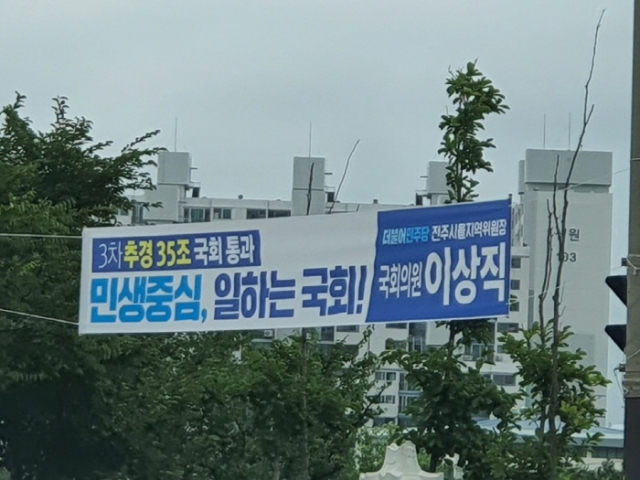 3차 추경 35조 국회 통과
민생중심, 일하는 국회!
더불어민주당 전주시을지역위원장
국회의원 이상직
원
103